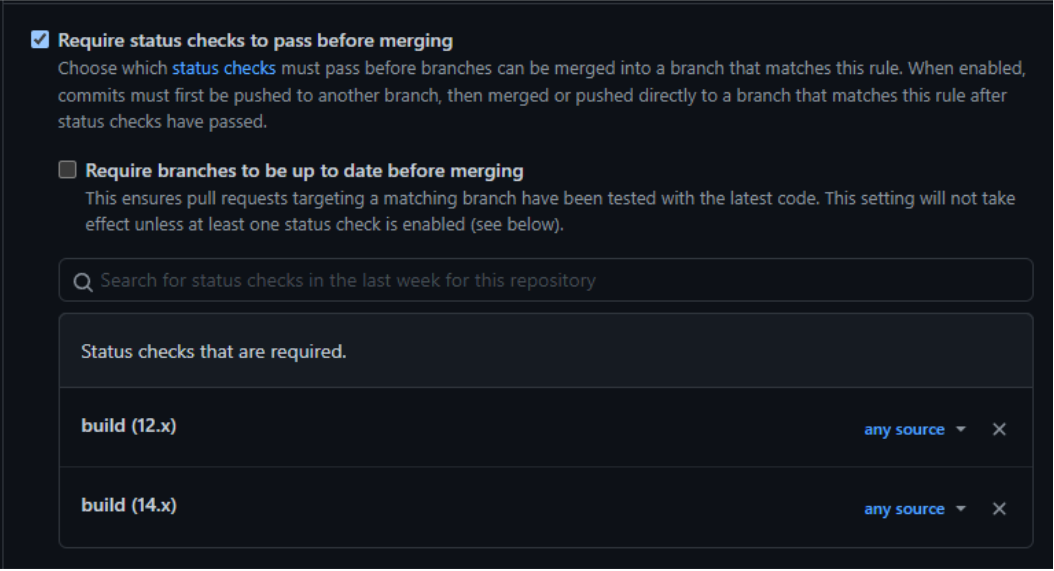 Require status checks to pass before merging
Choose which status checks must pass before branches can be merged into a branch that matches this rule. When enabled,
commits must first be pushed to another branch, then merged or pushed directly to a branch that matches this rule after
status checks have passed.
Require branches to be up to date before merging
This ensures pull requests targeting a matching branch have been tested with the latest code. This setting will not take
effect unless at least one status check is enabled (see below).
Search for status checks in the last week for this repository
Status checks that are required.
build (12.x)
any source
build (14.x)
any source